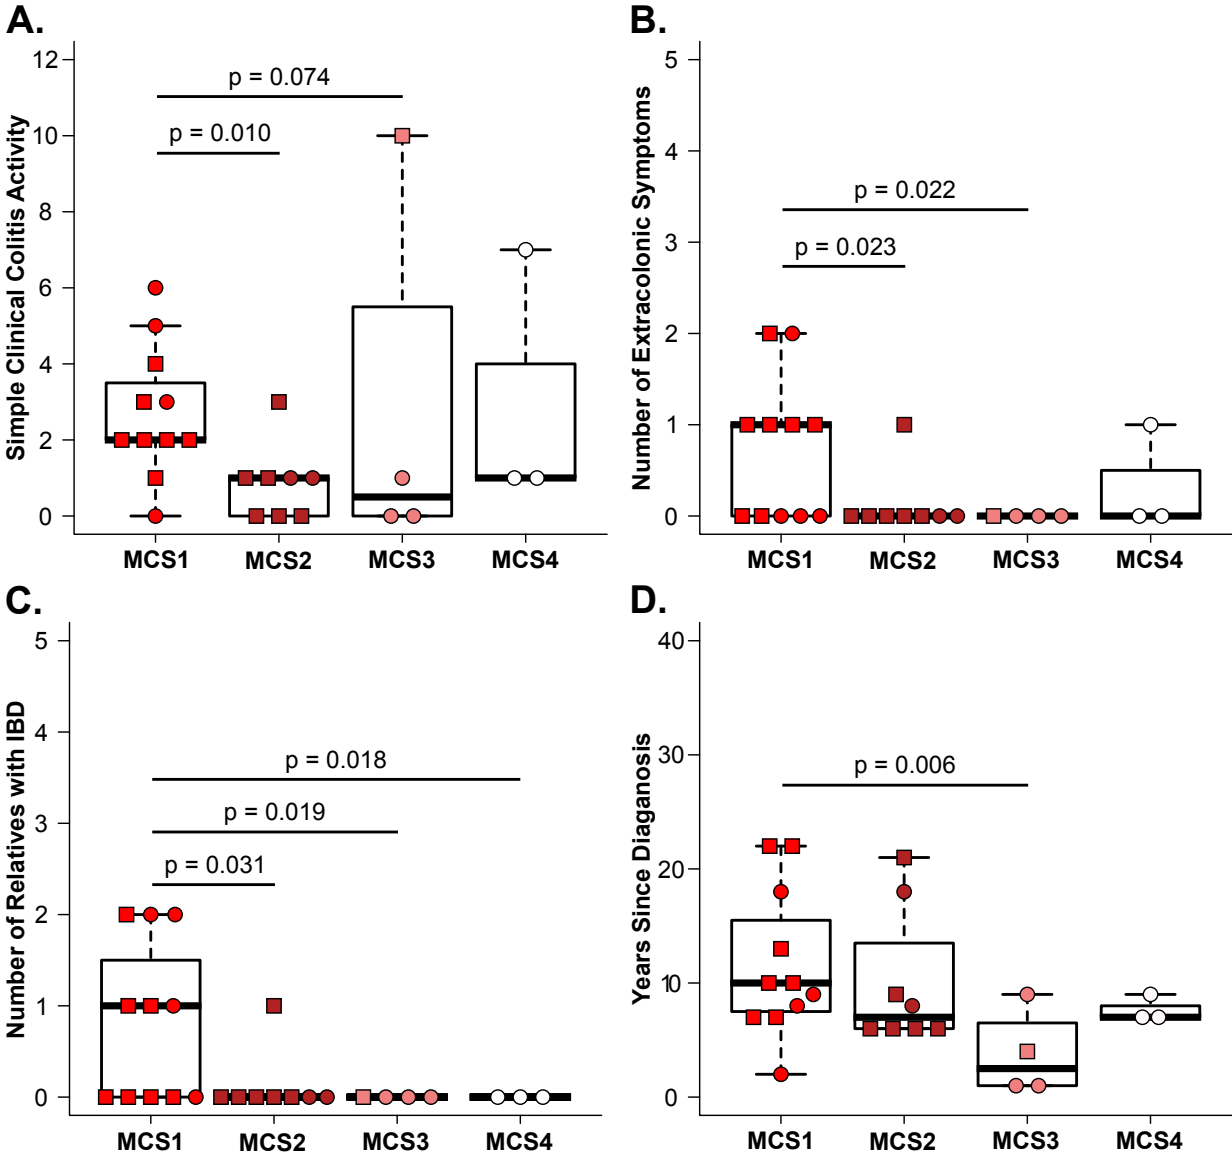 A.
Simple Clinical Colitis Activity
12
10
8
6
4
2
0
p = 0.074
p = 0.010
MCS1 MCS2 MCS3 MCS4
B.
Number of Extracolonic Symptoms
5
4
3
2
1
0
p = 0.022
p = 0.023
MCS1 MCS2 MCS3 MCS4
C.
Number of Relatives with IBD
5
4
3
2
1
0
p = 0.018
p = 0.019
p = 0.031
MCS1 MCS2 MCS3 MCS4
D.
Years Since Diaganosis
40
30
20
10
0
p = 0.006
MCS1 MCS2 MCS3 MCS4